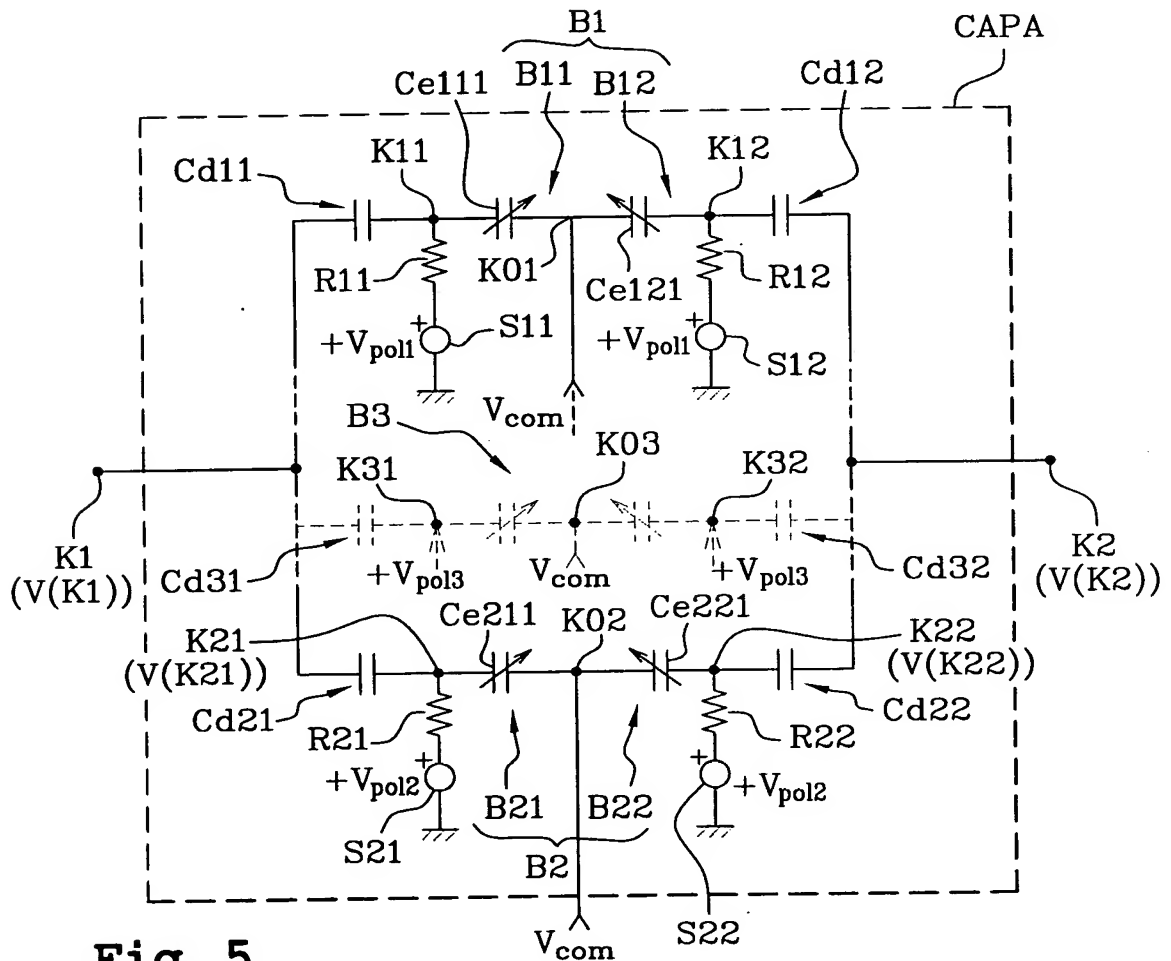 B1
CAPA
Ce111
B11
B12
Cd12
K11
K12
Cd11
R11
K01
Ce121
R12
+Vpol1
S11
+Vpol1
S12
Vcom
B3
K03
K31
K32
K1
(V(K1))
Cd31
+Vpol3
Vcom
+Vpol3
Cd32
K2
(V(K2))
Ce211
K02
Ce221
K21
(V(K21))
K22
(V(K22))
Cd21
R21
R22
Cd22
+Vpol2
B21
B22
+Vpol2
S21
B2
S22
Vcom
Fig. 5